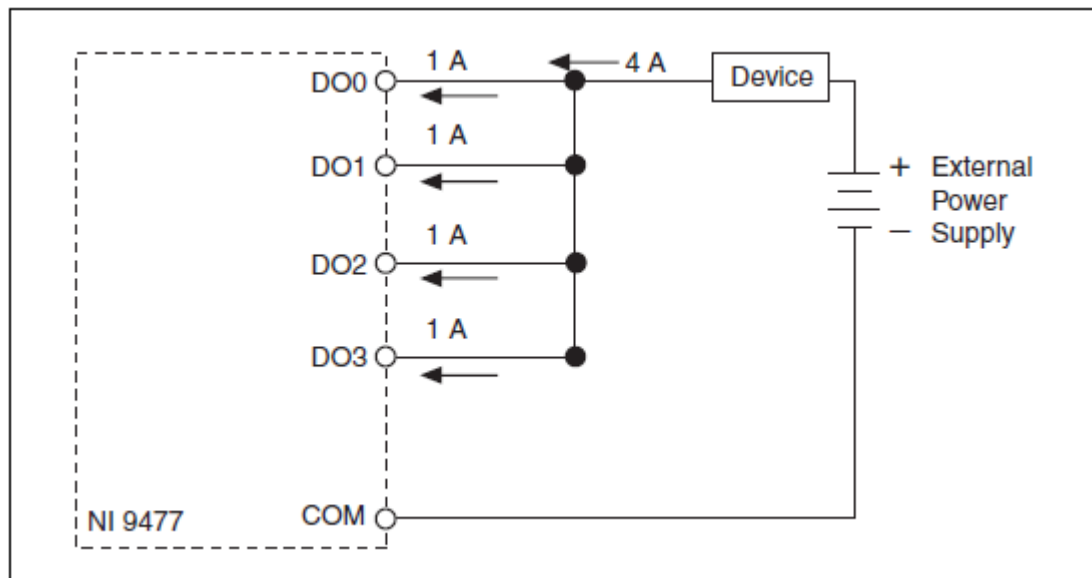 1 A
4 A
DO0
Device
1 A
DO1
+ External
Power
− Supply
1 A
DO2
1 A
DO3
COM
NI 9477